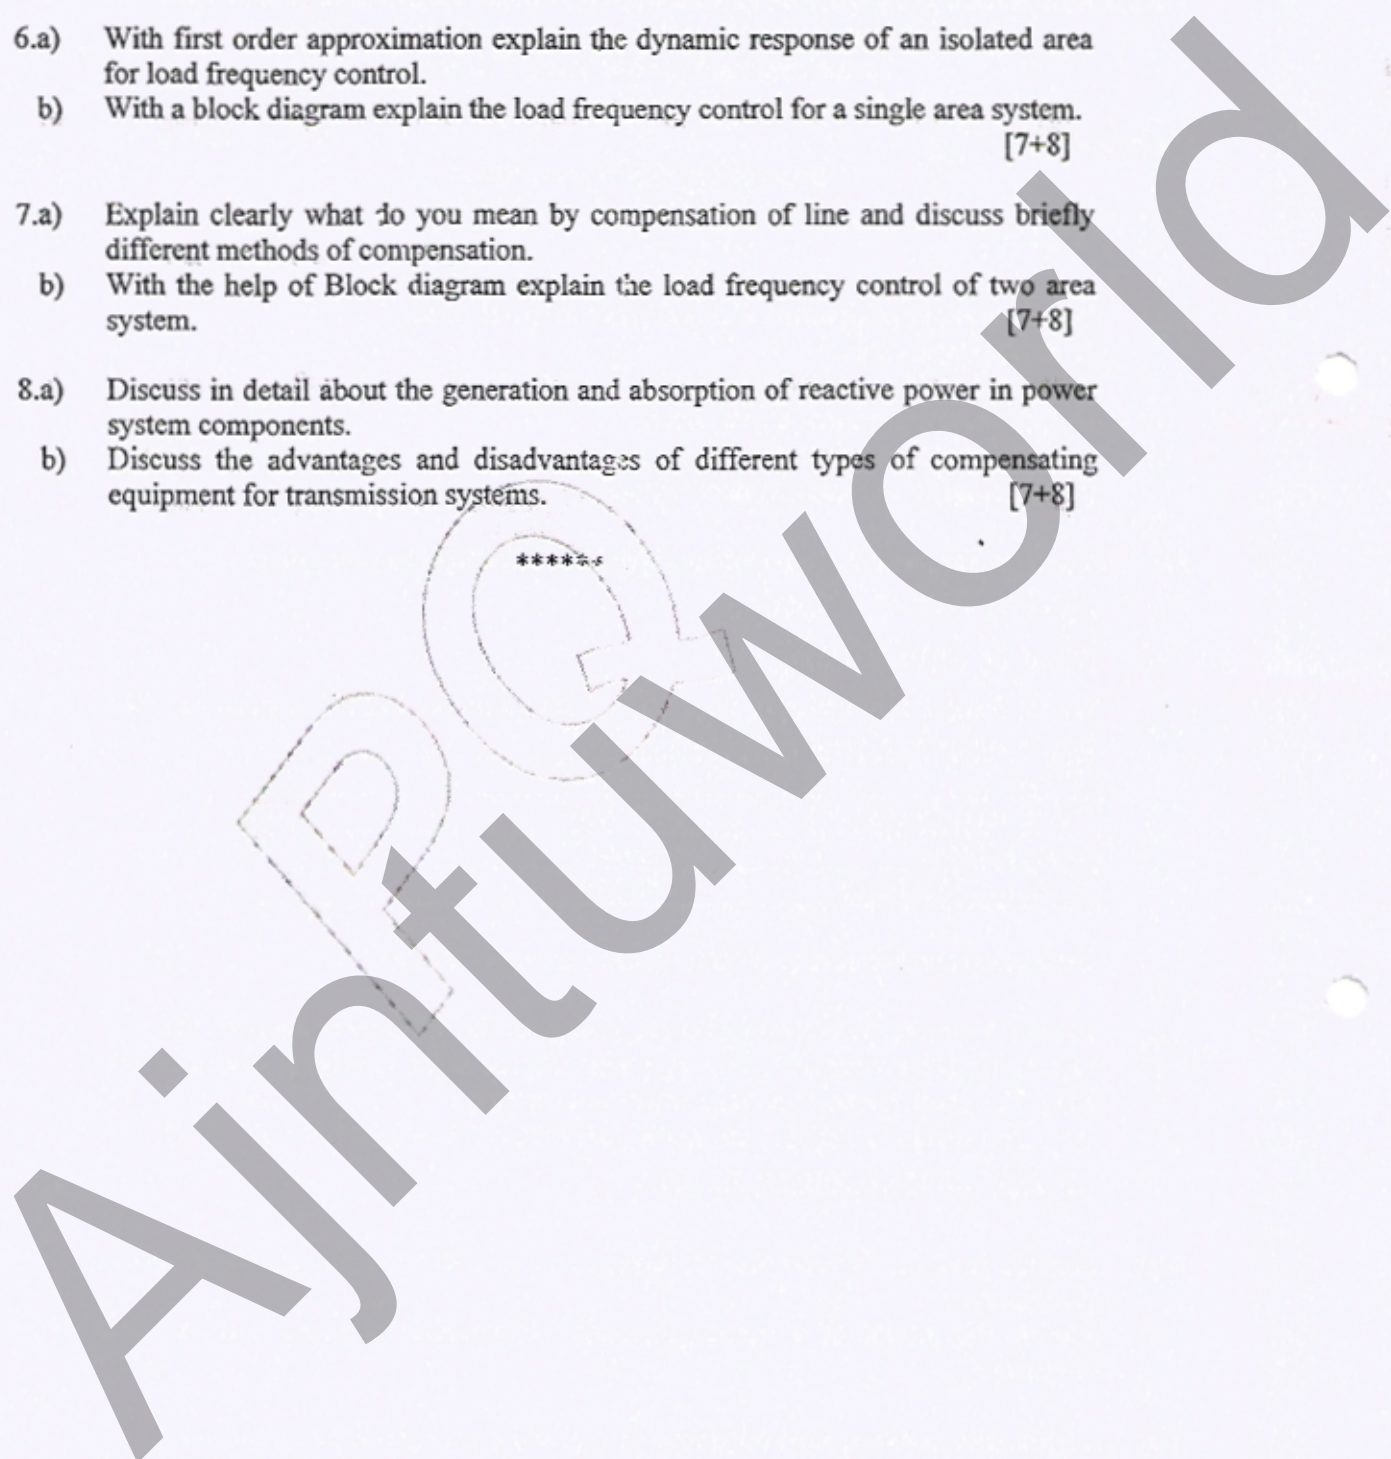 6.a) With first order approximation explain the dynamic response of an isolated area
for load frequency control.
b) With a block diagram explain the load frequency control for a single area system.
[7+8]
7.a) Explain clearly what do you mean by compensation of line and discuss briefly
different methods of compensation.
b) With the help of Block diagram explain the load frequency control of two area
system. [7+8]
8.a) Discuss in detail about the generation and absorption of reactive power in power
system components.
b) Discuss the advantages and disadvantages of different types of compensating
equipment for transmission systems. [7+8]
******
PQ
Ajntuworld